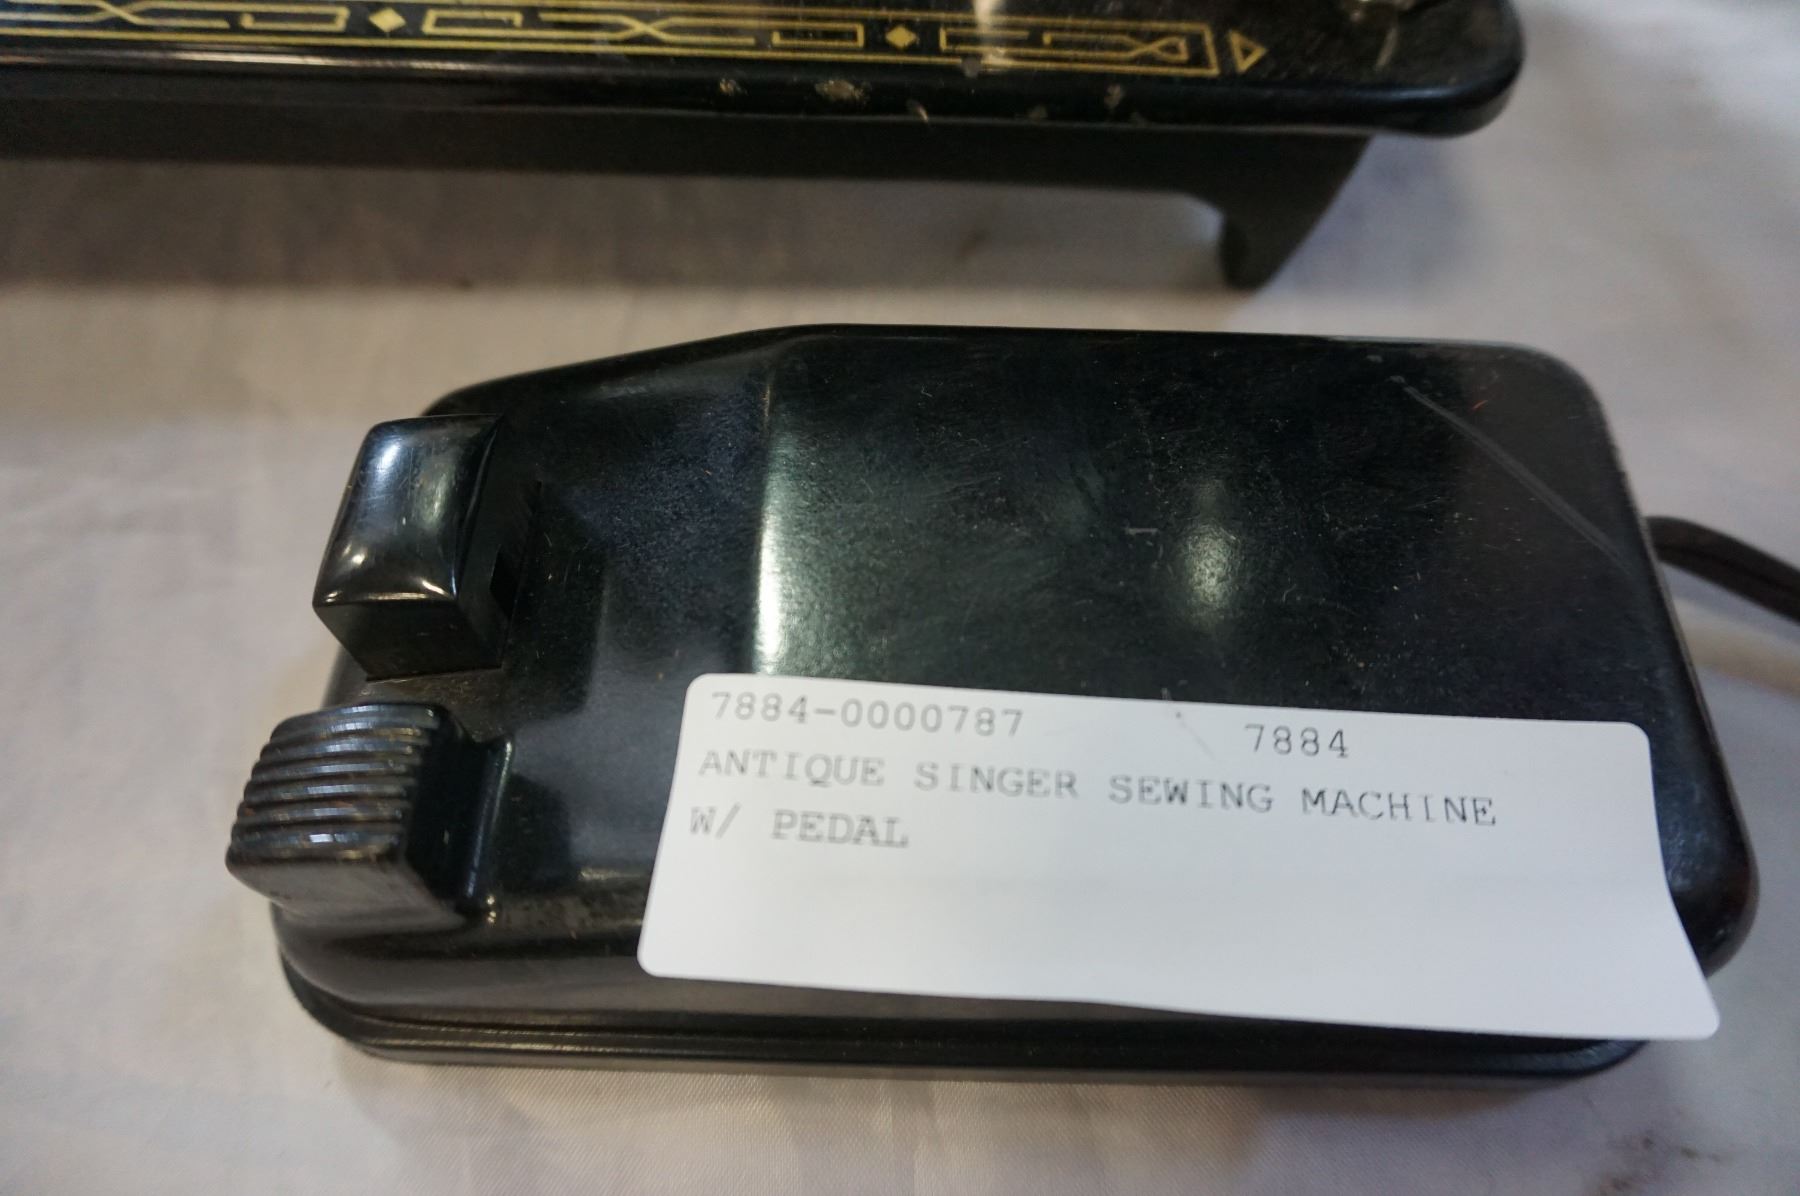 7884-0000787 7884
ANTIQUE SINGER SEWING MACHINE
W/ PEDAL